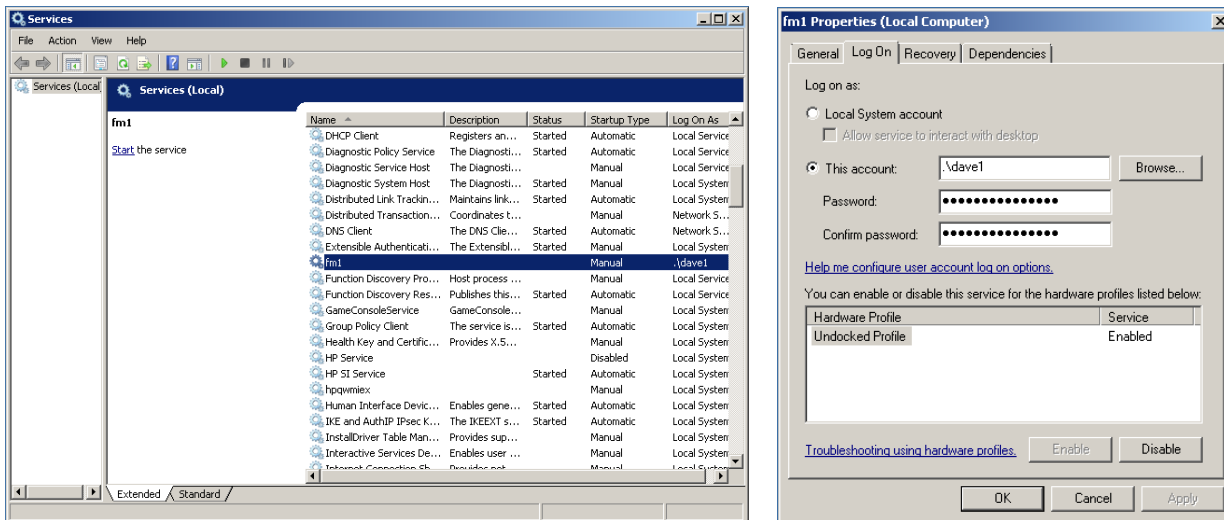 Services
File Action View Help
Services (Local
Services (Local)
fm1
Start the service
Name Description Status Startup Type Log On As
DHCP Client Registers an... Started Automatic Local Service
Diagnostic Policy Service The Diagnosti... Started Automatic Local Service
Diagnostic Service Host The Diagnosti... Manual Local Service
Diagnostic System Host The Diagnosti... Started Manual Local System
Distributed Link Trackin... Maintains link... Started Automatic Local System
Distributed Transaction... Coordinates t... Manual Network S...
DNS Client The DNS Clie... Started Automatic Network S...
Extensible Authenticati... The Extensibl... Started Manual Local System
fm1 Manual .\dave1
Function Discovery Pro... Host process ... Manual Local Service
Function Discovery Res... Publishes this... Started Automatic Local Service
GameConsoleService GameConsole... Manual Local System
Group Policy Client The service is... Started Automatic Local System
Health Key and Certific... Provides X.5... Manual Local System
HP Service Disabled Local System
HP SI Service Started Automatic Local System
hpqwmiex Manual Local System
Human Interface Devic... Enables gene... Started Automatic Local System
IKE and AuthIP IPsec K... The IKEEXT s... Started Automatic Local System
InstallDriver Table Man... Provides sup... Manual Local System
Interactive Services De... Enables user ... Manual Local System
Extended Standard
fm1 Properties (Local Computer)
General Log On Recovery Dependencies
Log on as:
Local System account
Allow service to interact with desktop
This account: .\dave1 Browse...
Password: •••••••••••••••
Confirm password: •••••••••••••••
Help me configure user account log on options.
You can enable or disable this service for the hardware profiles listed below:
Hardware Profile Service
Undocked Profile Enabled
Troubleshooting using hardware profiles. Enable Disable
OK Cancel Apply